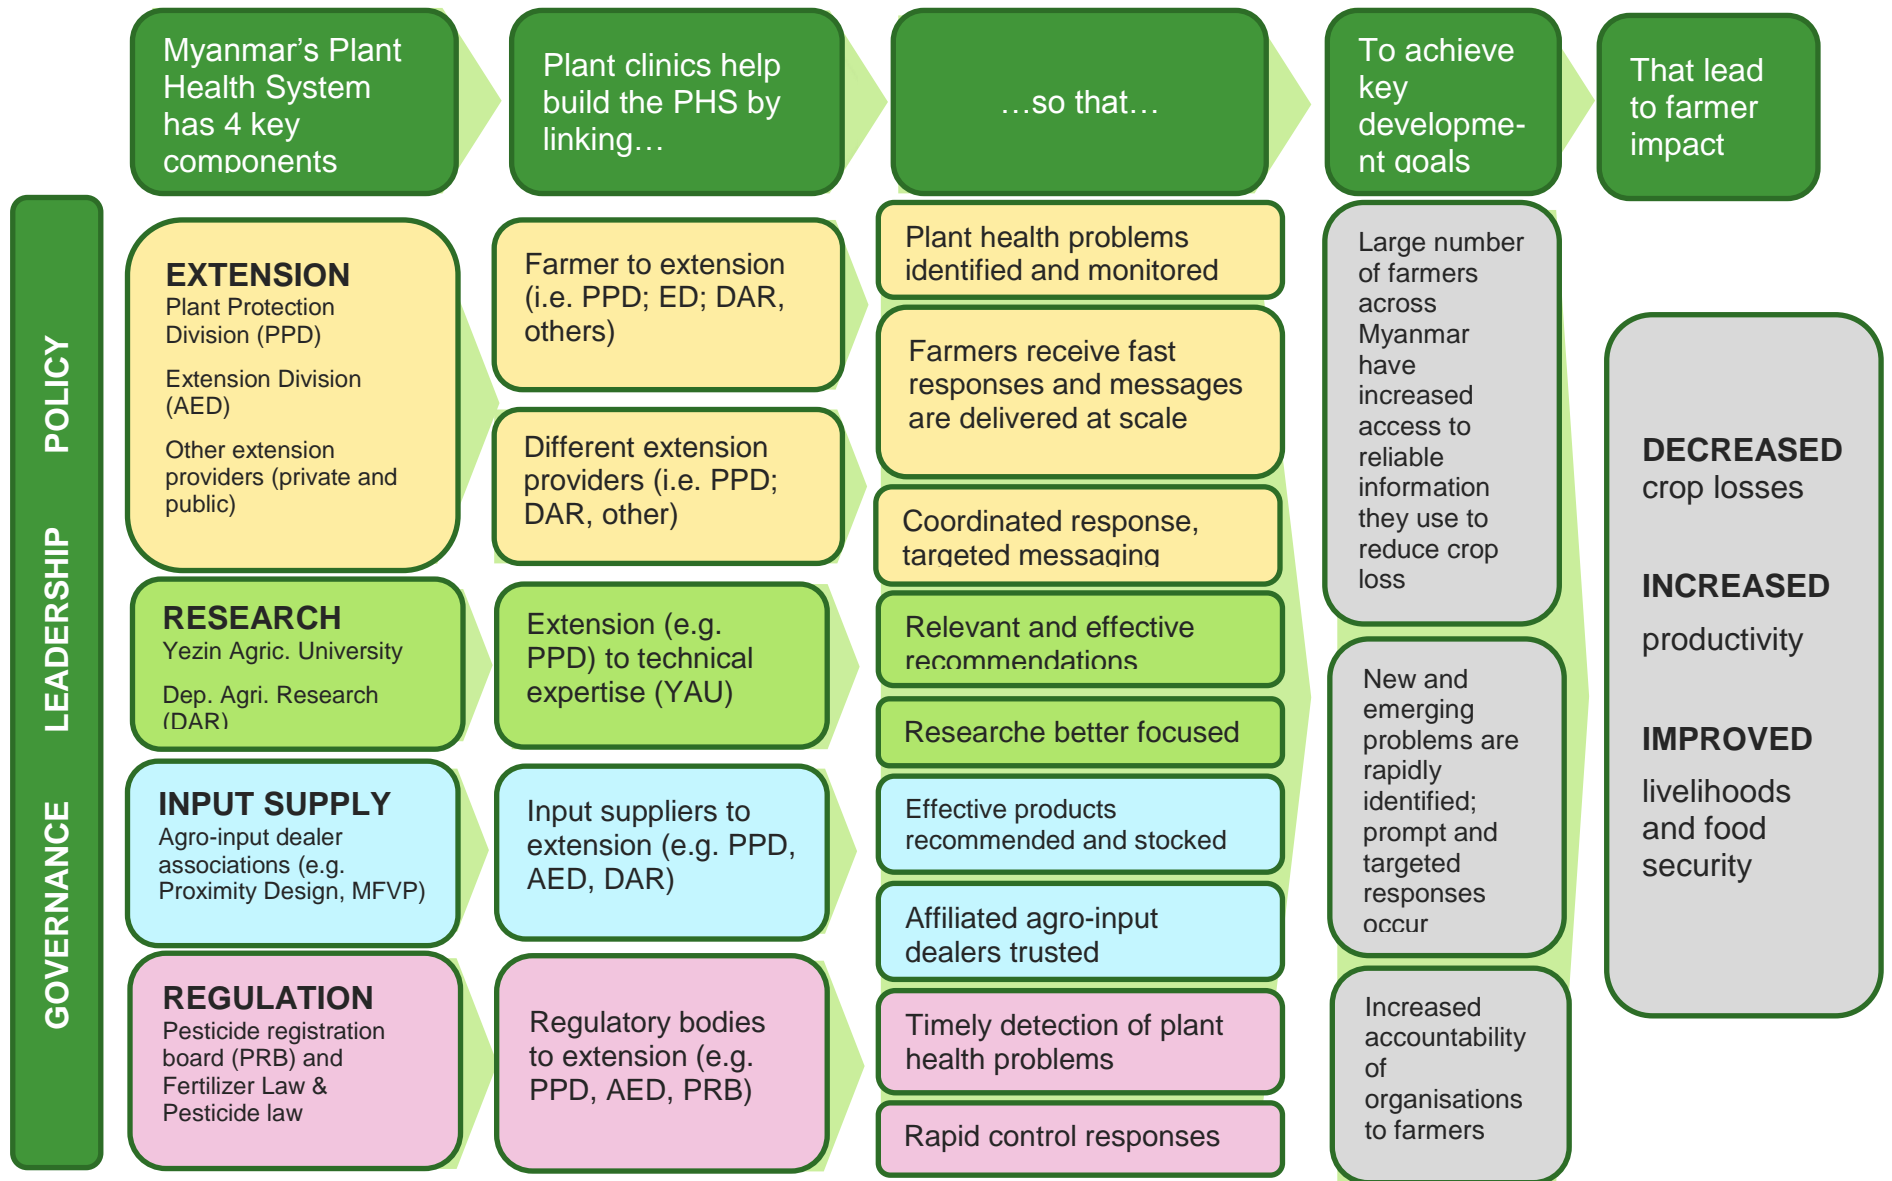 Myanmar’s Plant
Health System
has 4 key
components
Plant clinics help
build the PHS by
linking…
…so that…
To achieve
key
developme-
nt goals
That lead
to farmer
impact
POLICY
LEADERSHIP
GOVERNANCE
EXTENSION
Plant Protection
Division (PPD)
Extension Division
(AED)
Other extension
providers (private and
public)
Farmer to extension
(i.e. PPD; ED; DAR,
others)
Different extension
providers (i.e. PPD;
DAR, other)
Plant health problems
identified and monitored
Farmers receive fast
responses and messages
are delivered at scale
Coordinated response,
targeted messaging
RESEARCH
Yezin Agric. University
Dep. Agri. Research
(DAR)
Extension (e.g.
PPD) to technical
expertise (YAU)
Relevant and effective
recommendations
Researche better focused
INPUT SUPPLY
Agro-input dealer
associations (e.g.
Proximity Design, MFVP)
Input suppliers to
extension (e.g. PPD,
AED, DAR)
Effective products
recommended and stocked
Affiliated agro-input
dealers trusted
REGULATION
Pesticide registration
board (PRB) and
Fertilizer Law &
Pesticide law
Regulatory bodies
to extension (e.g.
PPD, AED, PRB)
Timely detection of plant
health problems
Rapid control responses
Large number
of farmers
across
Myanmar
have
increased
access to
reliable
information
they use to
reduce crop
loss
New and
emerging
problems are
rapidly
identified;
prompt and
targeted
responses
occur
Increased
accountability
of
organisations
to farmers
DECREASED
crop losses
INCREASED
productivity
IMPROVED
livelihoods
and food
security